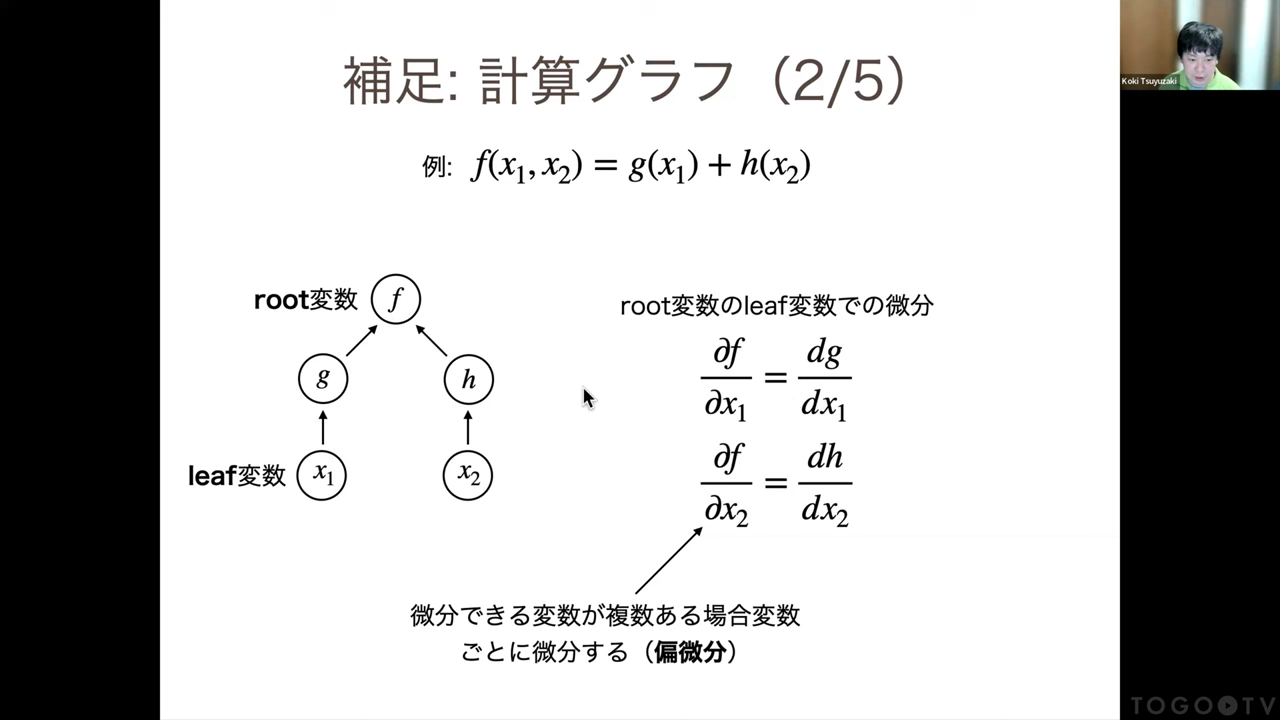 補足: 計算グラフ（2/5）
Koki Tsuyuzaki
例: f(x₁, x₂) = g(x₁) + h(x₂)
root変数 f
g h
leaf変数 x₁ x₂
root変数のleaf変数での微分
∂f/∂x₁ = dg/dx₁
∂f/∂x₂ = dh/dx₂
微分できる変数が複数ある場合変数
ごとに微分する（偏微分）
TOGO TV